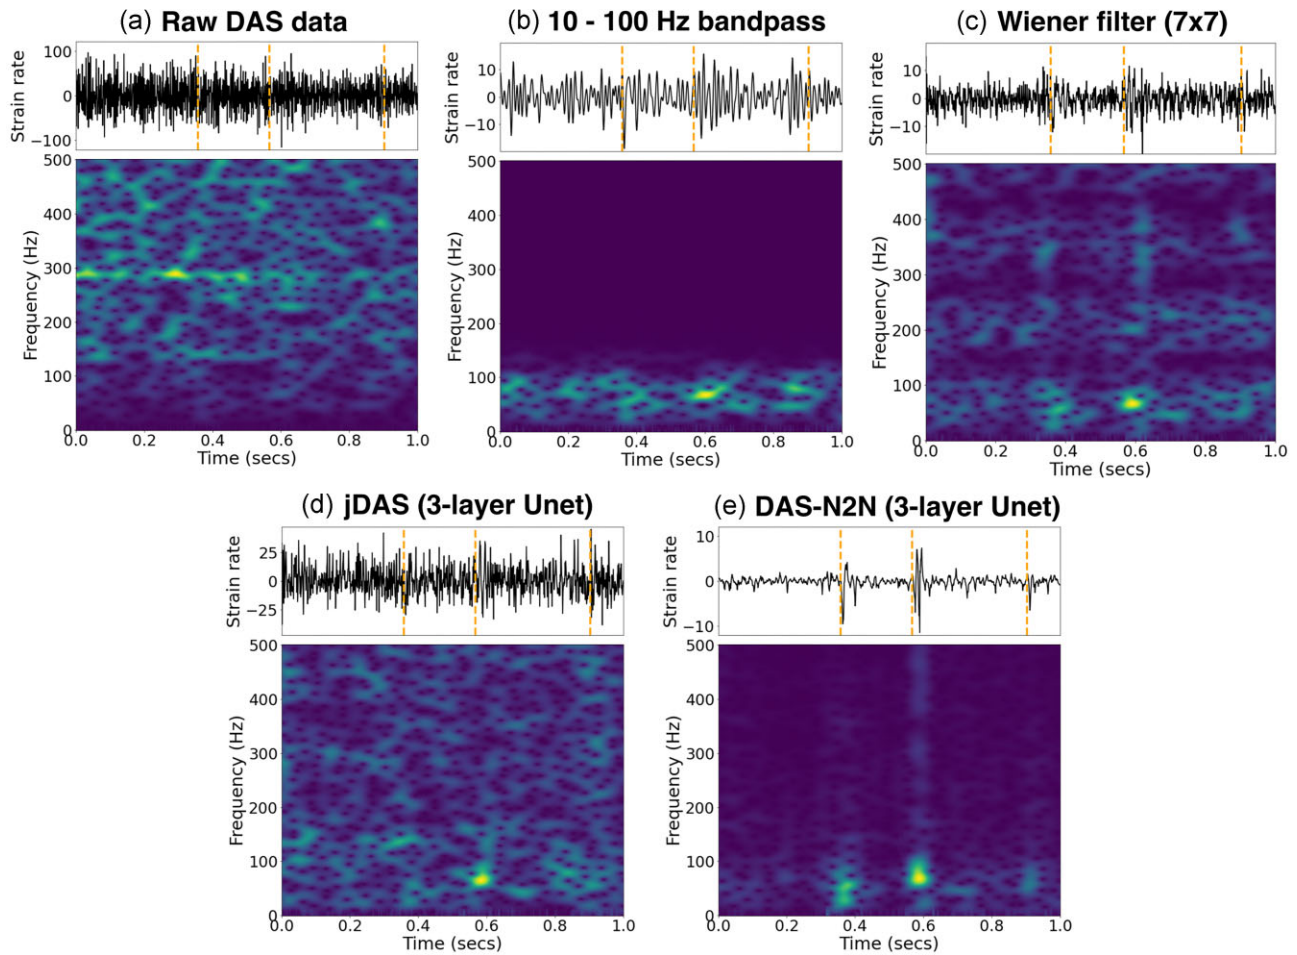 (a) Raw DAS data
(b) 10 - 100 Hz bandpass
(c) Wiener filter (7x7)
Strain rate
100
0
−100
Strain rate
10
0
−10
Strain rate
10
0
−10
Frequency (Hz)
500
400
300
200
100
0
0.0 0.2 0.4 0.6 0.8 1.0
Time (secs)
Frequency (Hz)
500
400
300
200
100
0
0.0 0.2 0.4 0.6 0.8 1.0
Time (secs)
Frequency (Hz)
500
400
300
200
100
0
0.0 0.2 0.4 0.6 0.8 1.0
Time (secs)
(d) jDAS (3-layer Unet)
(e) DAS-N2N (3-layer Unet)
Strain rate
25
0
−25
Strain rate
10
0
−10
Frequency (Hz)
500
400
300
200
100
0
0.0 0.2 0.4 0.6 0.8 1.0
Time (secs)
Frequency (Hz)
500
400
300
200
100
0
0.0 0.2 0.4 0.6 0.8 1.0
Time (secs)